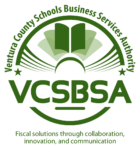 Ventura County Schools Business Services Authority
VCSBSA
Fiscal solutions through collaboration,
innovation, and communication